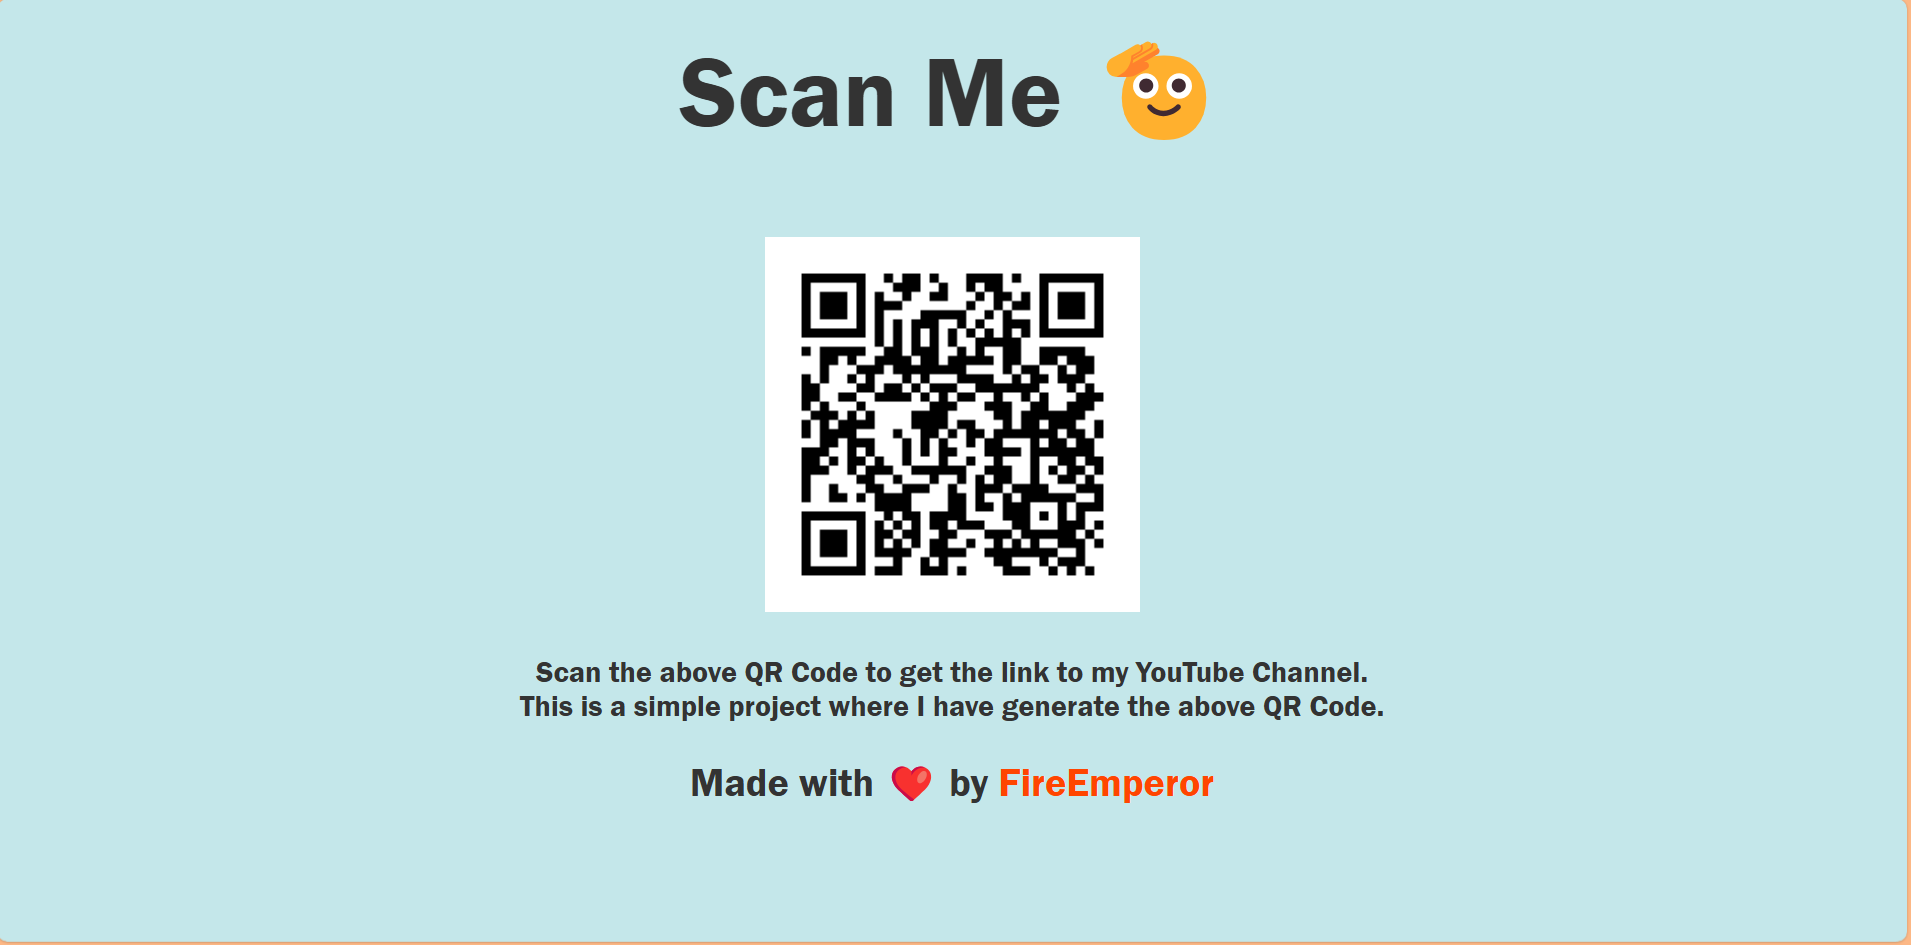 Scan Me
Scan the above QR Code to get the link to my YouTube Channel.
This is a simple project where I have generate the above QR Code.
Made with ❤️ by FireEmperor